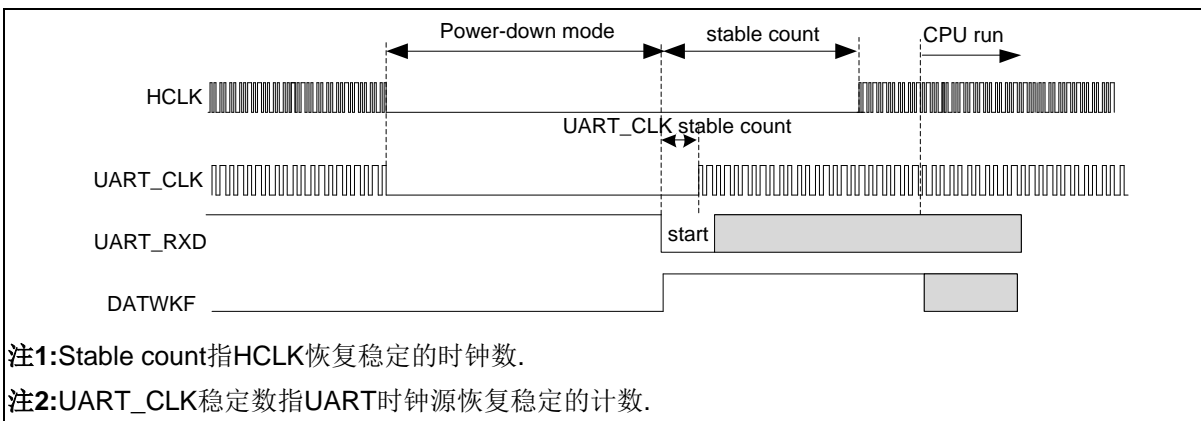 Power-down mode stable count CPU run
HCLK
UART_CLK stable count
UART_CLK
UART_RXD start
DATWKF
注1:Stable count指HCLK恢复稳定的时钟数.
注2:UART_CLK稳定数指UART时钟源恢复稳定的计数.